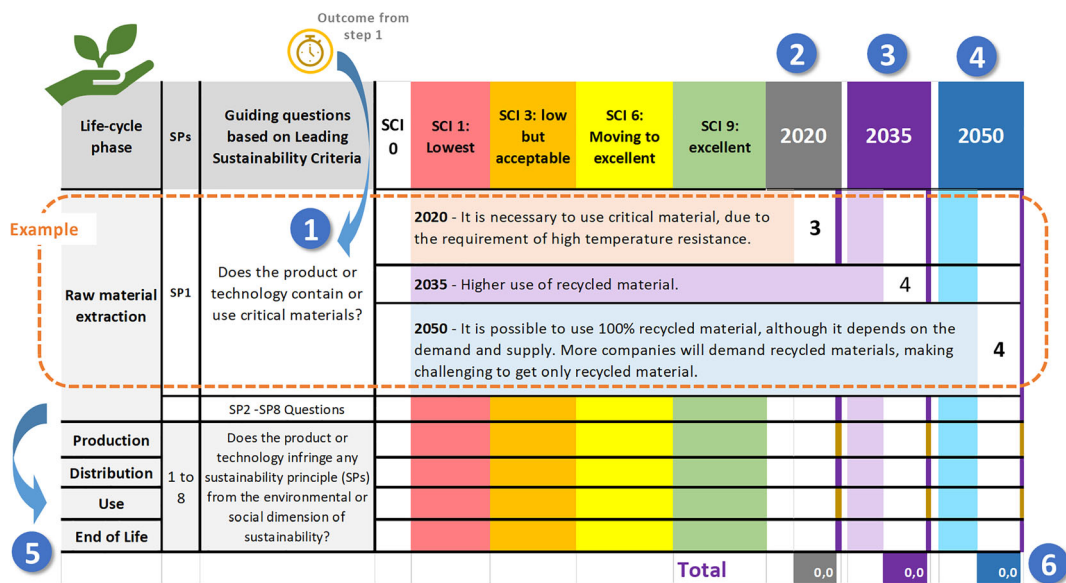 Outcome from
step 1
2
3
4
Life-cycle
phase
SPs
Guiding questions
based on Leading
Sustainability Criteria
SCI
0
SCI 1:
Lowest
SCI 3: low
but
acceptable
SCI 6:
Moving to
excellent
SCI 9:
excellent
2020
2035
2050
Example
1
Raw material
extraction
SP1
Does the product or
technology contain or
use critical materials?
2020 - It is necessary to use critical material, due to
the requirement of high temperature resistance.
3
2035 - Higher use of recycled material.
4
2050 - It is possible to use 100% recycled material, although it depends on the
demand and supply. More companies will demand recycled materials, making
challenging to get only recycled material.
4
SP2 -SP8 Questions
Production
Distribution
Use
End of Life
1 to
8
Does the product or
technology infringe any
sustainability principle (SPs)
from the environmental or
social dimension of
sustainability?
5
Total
0,0
0,0
0,0
6